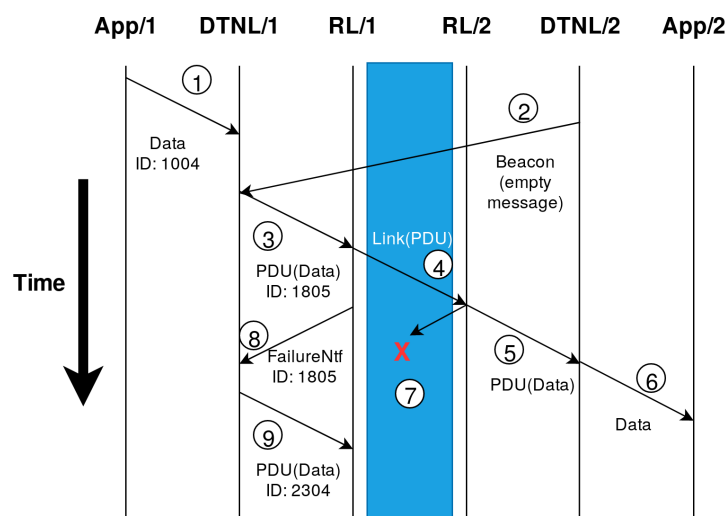 App/1 DTNL/1 RL/1 RL/2 DTNL/2 App/2
1
2
Data
ID: 1004
Beacon
(empty
message)
3
Link(PDU)
4
PDU(Data)
ID: 1805
Time
8
FailureNtf
ID: 1805
X
5
PDU(Data)
6
7
Data
9
PDU(Data)
ID: 2304